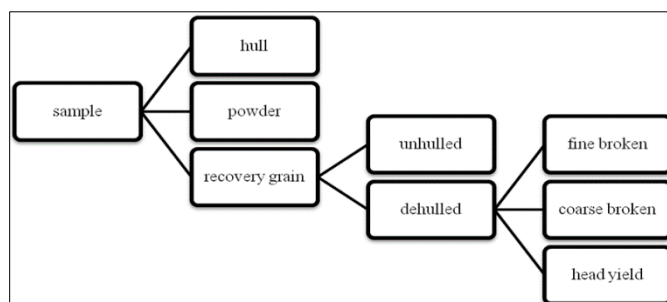 hull
sample
powder
recovery grain
unhulled
dehulled
fine broken
coarse broken
head yield